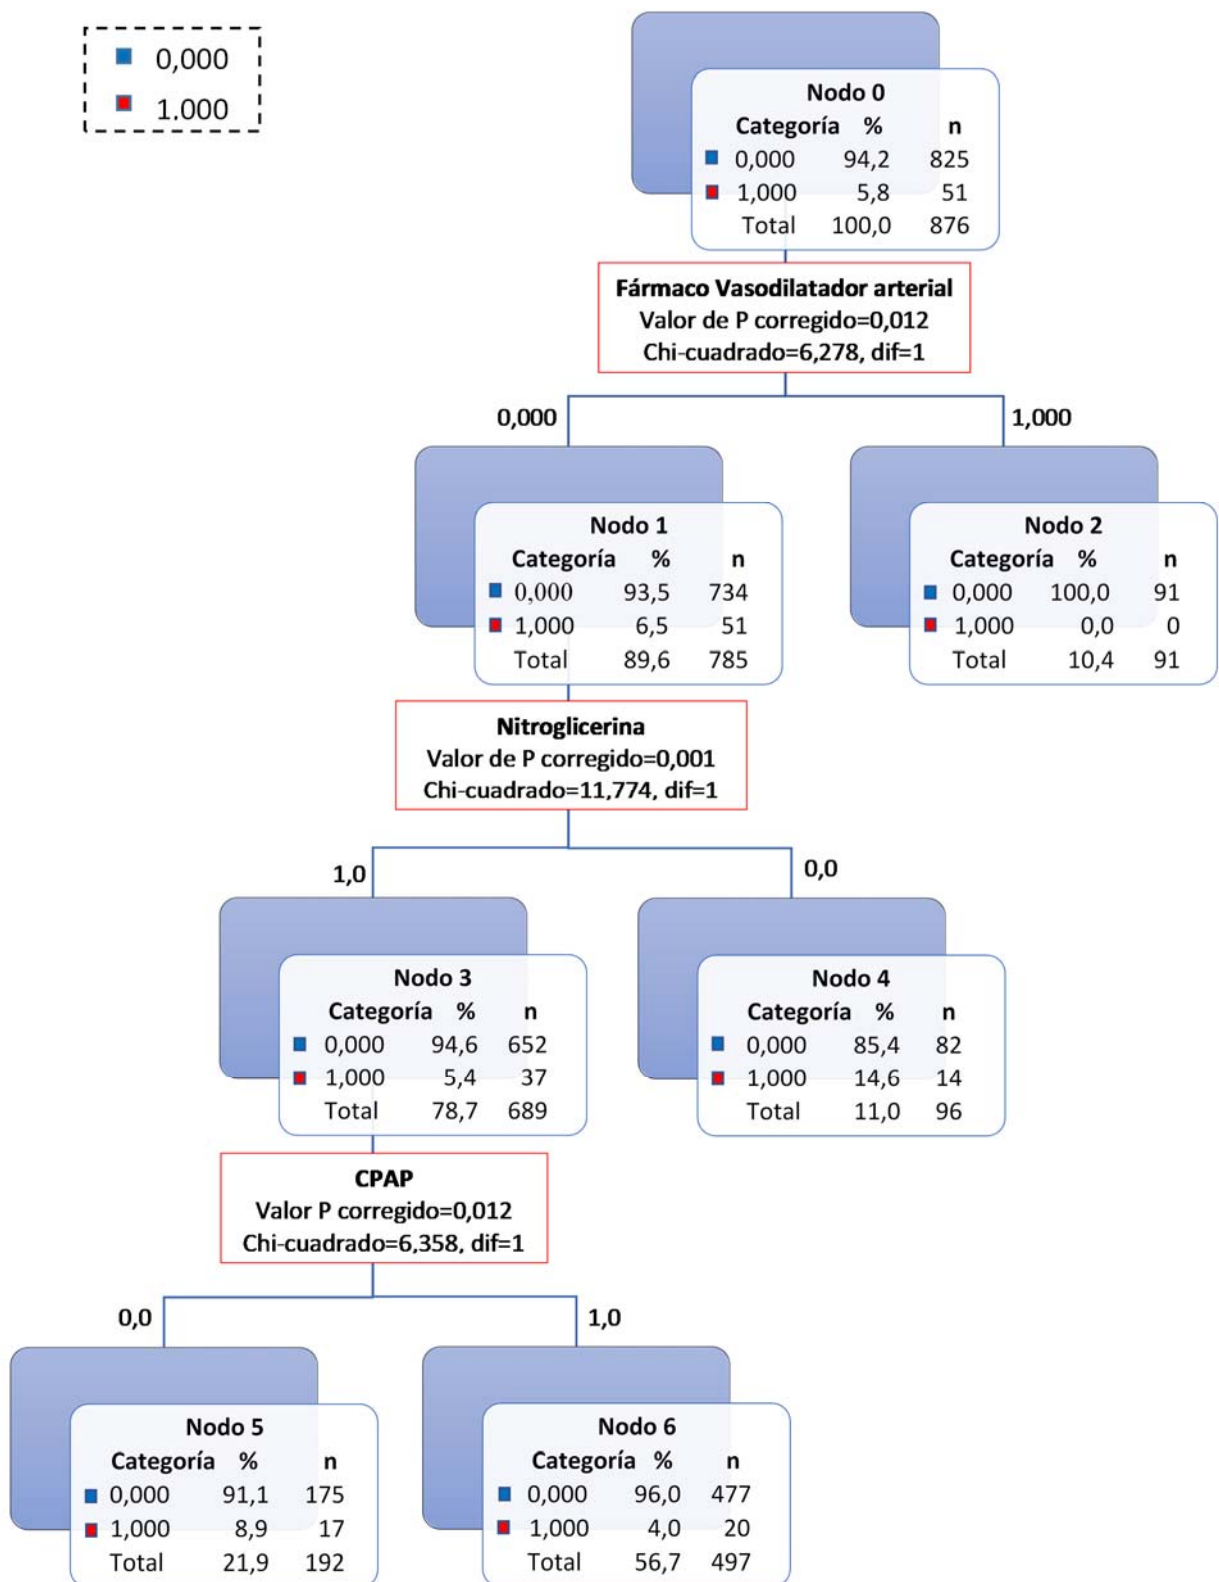 0,000
1.000
Nodo 0
Categoría % n
0,000 94,2 825
1,000 5,8 51
Total 100,0 876
Fármaco Vasodilatador arterial
Valor de P corregido=0,012
Chi-cuadrado=6,278, dif=1
0,000
1,000
Nodo 1
Categoría % n
0,000 93,5 734
1,000 6,5 51
Total 89,6 785
Nodo 2
Categoría % n
0,000 100,0 91
1,000 0,0 0
Total 10,4 91
Nitroglicerina
Valor de P corregido=0,001
Chi-cuadrado=11,774, dif=1
1,0
0,0
Nodo 3
Categoría % n
0,000 94,6 652
1,000 5,4 37
Total 78,7 689
Nodo 4
Categoría % n
0,000 85,4 82
1,000 14,6 14
Total 11,0 96
CPAP
Valor P corregido=0,012
Chi-cuadrado=6,358, dif=1
0,0
1,0
Nodo 5
Categoría % n
0,000 91,1 175
1,000 8,9 17
Total 21,9 192
Nodo 6
Categoría % n
0,000 96,0 477
1,000 4,0 20
Total 56,7 497